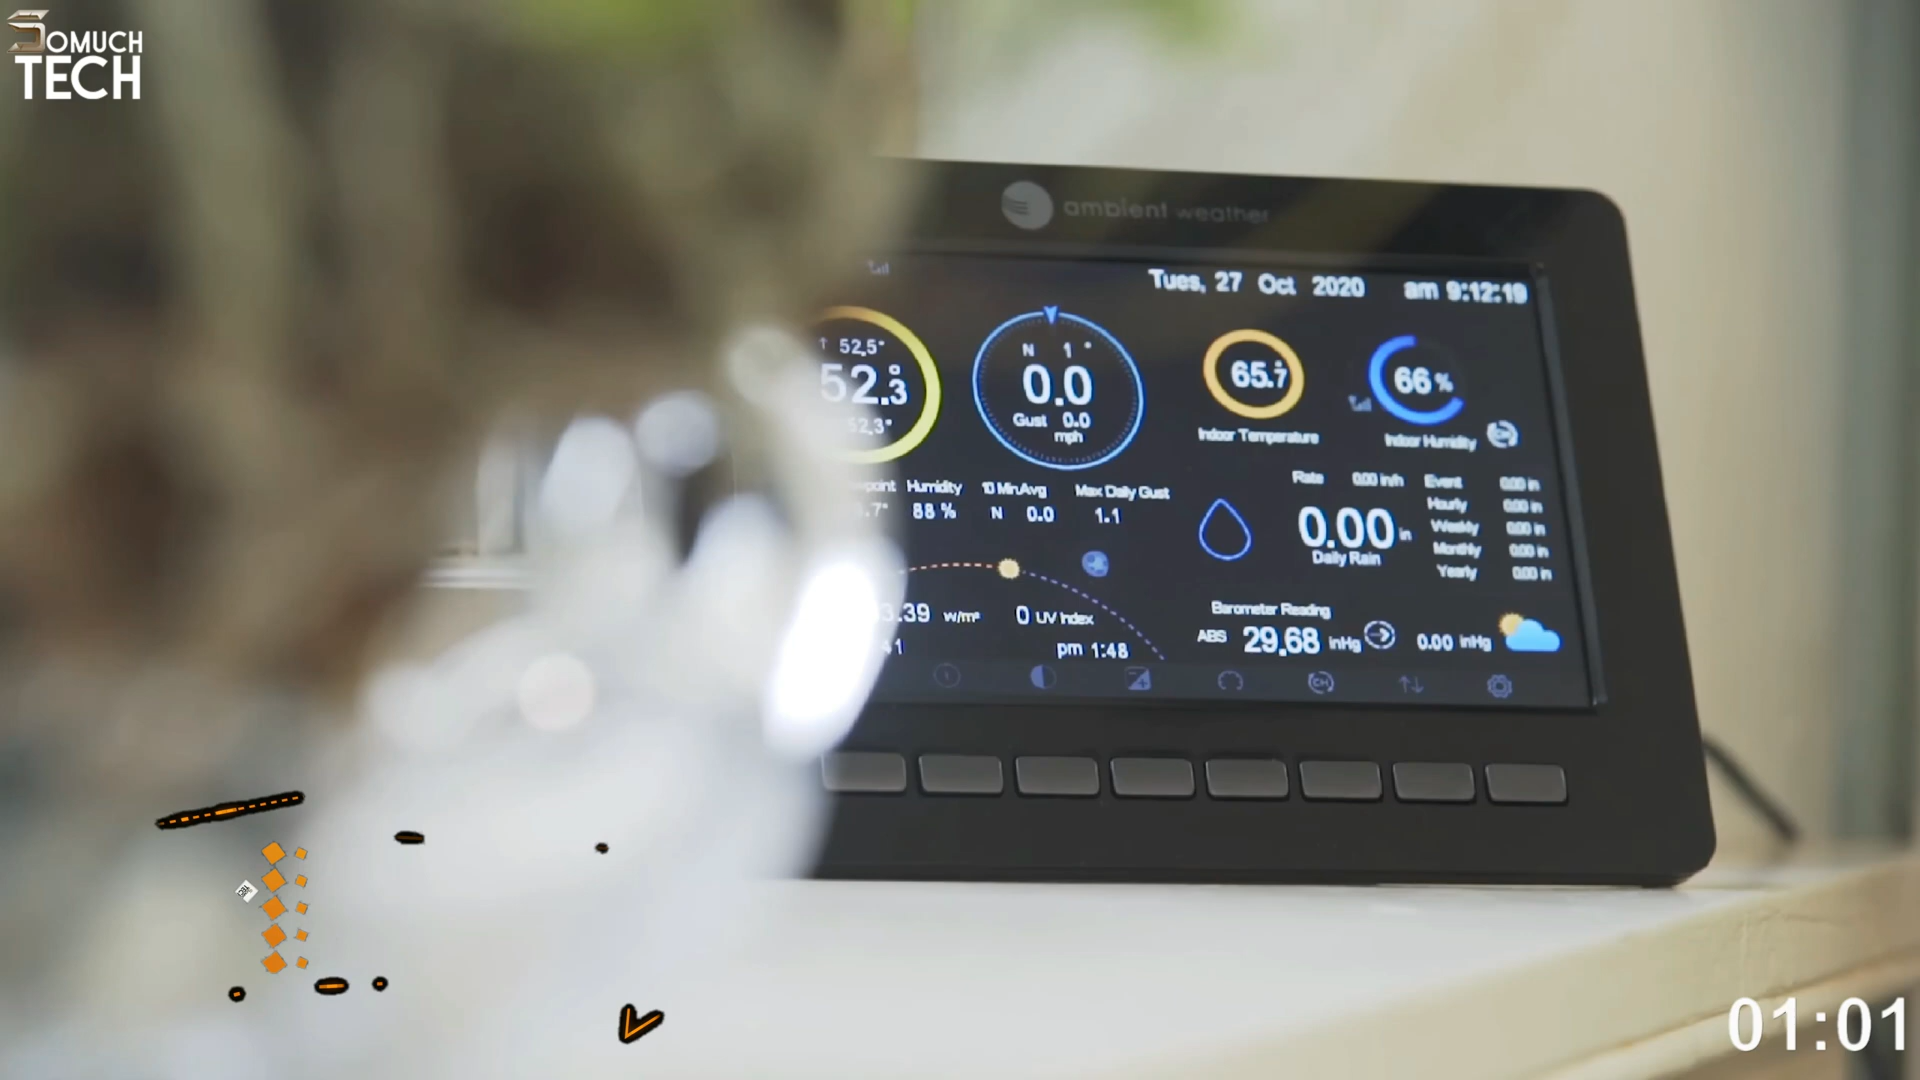 SOMUCH
TECH
ambient weather
Tues, 27 Oct 2020 am 9:12:19
52.5°
52.3°
52.3°
N 1°
0.0
Gust 0.0
mph
65.7°
Indoor Temperature
66 %
Indoor Humidity
Humidity
88 %
10 Min.Avg
N 0.0
Max Daily Gust
1.1
Rate 0.00 in/h
0.00 in
Daily Rain
Event 0.00 in
Hourly 0.00 in
Weekly 0.00 in
Monthly 0.00 in
Yearly 0.00 in
3.39 w/m²
0 UV Index
pm 1:48
Barometer Reading
ABS 29.68 inHg
0.00 inHg
CH
01:01